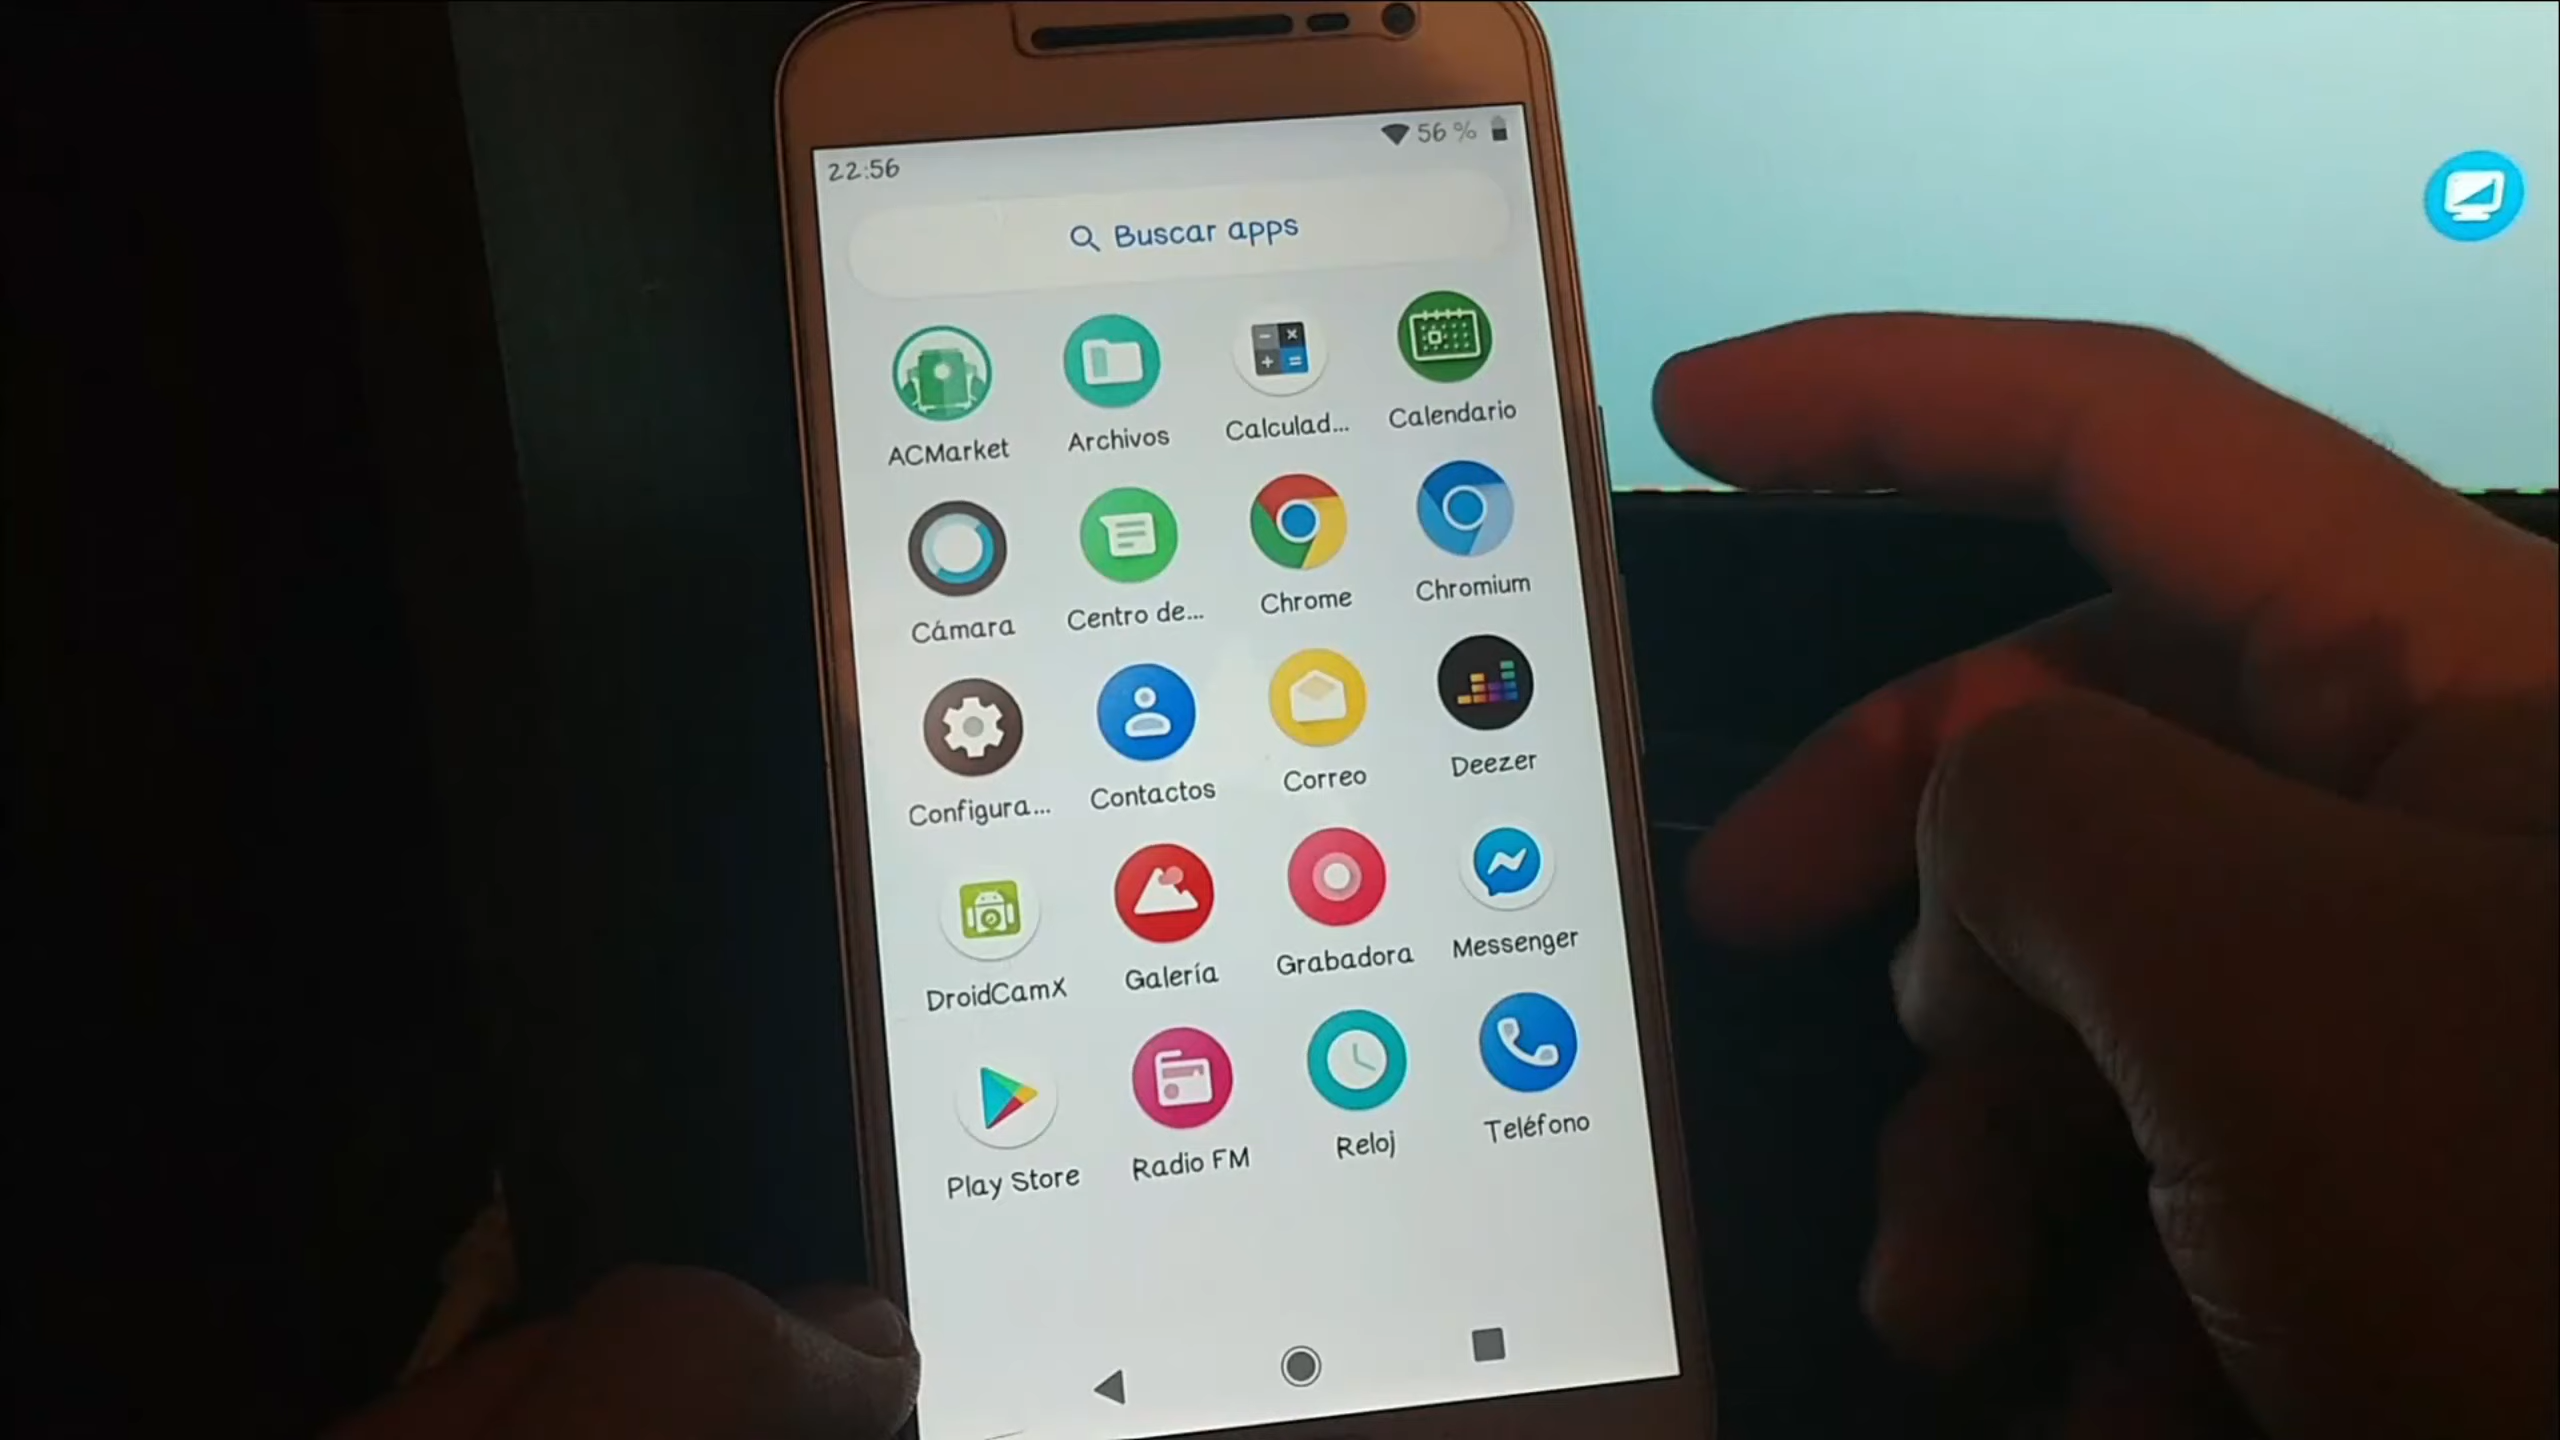 22:56
56 %
Buscar apps
ACMarket
Archivos
Calculad...
Calendario
Cámara
Centro de...
Chrome
Chromium
Configura...
Contactos
Correo
Deezer
DroidCamX
Galería
Grabadora
Messenger
Play Store
Radio FM
Reloj
Teléfono